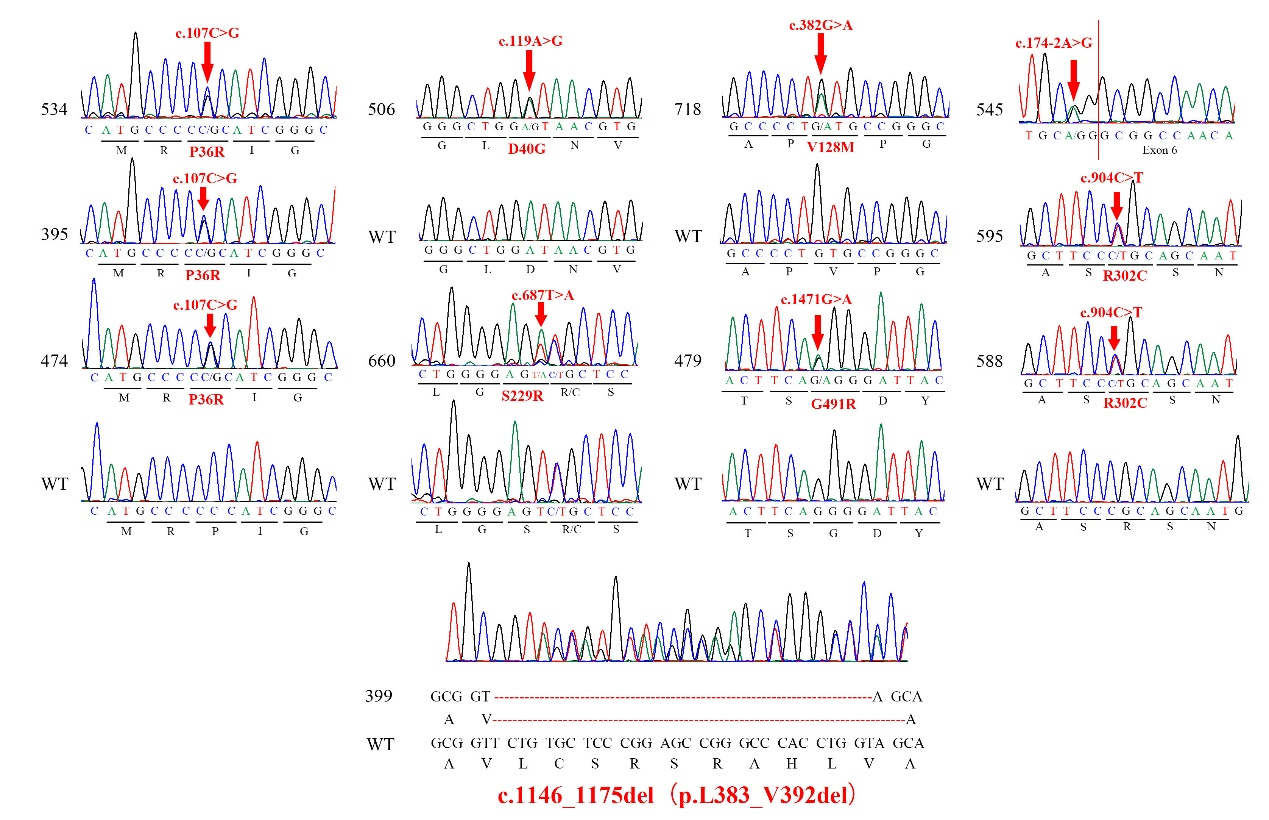 c.107C>G
534
C A T G C C C C C/G C A T C G G G C
M R P36R I G
c.119A>G
506
G G G C T G G A/G T A A C G T G
G L D40G N V
c.382G>A
718
G C C C C T G/A T G C C G G G C
A P V128M P G
c.174-2A>G
545
T G C A/G G G C G G C C A A C A
Exon 6
c.107C>G
395
C A T G C C C C C/G C A T C G G G C
M R P36R I G
WT
G G G C T G G A T A A C G T G
G L D N V
WT
G C C C C T G T G C C G G G C
A P V P G
c.904C>T
595
G C T T C C C/T G C A G C A A T
A S R302C S N
c.107C>G
474
C A T G C C C C C/G C A T C G G G C
M R P36R I G
c.687T>A
660
C T G G G G A G T/A C/T G C T C C
L G S229R R/C S
c.1471G>A
479
A C T T C A G/A G G G A T T A C
T S G491R D Y
c.904C>T
588
G C T T C C C/T G C A G C A A T
A S R302C S N
WT
C A T G C C C C C C A T C G G G C
M R P I G
WT
C T G G G G A G T C/T G C T C C
L G S R/C S
WT
A C T T C A G G G G A T T A C
T S G D Y
WT
G C T T C C C G C A G C A A T G
A S R S N
399
GCG GT------------------------------A GCA
A V------------------------------A
WT
GCG GTT CTG TGC TCC CGG AGC CGG GCC CAC CTG GTA GCA
A V L C S R S R A H L V A
c.1146_1175del（p.L383_V392del）